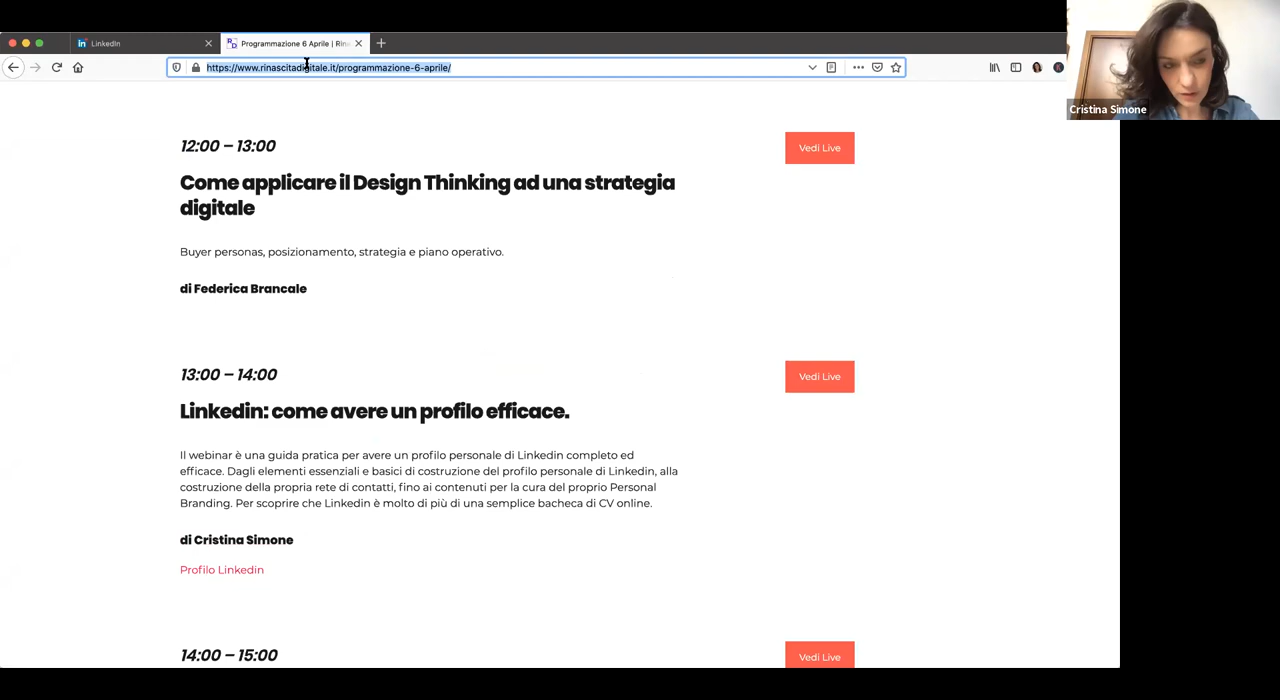 LinkedIn
Programmazione 6 Aprile | Rina
https://www.rinascitadigitale.it/programmazione-6-aprile/
Cristina Simone
12:00 – 13:00
Vedi Live
Come applicare il Design Thinking ad una strategia
digitale
Buyer personas, posizionamento, strategia e piano operativo.
di Federica Brancale
13:00 – 14:00
Vedi Live
Linkedin: come avere un profilo efficace.
Il webinar è una guida pratica per avere un profilo personale di Linkedin completo ed
efficace. Dagli elementi essenziali e basici di costruzione del profilo personale di Linkedin, alla
costruzione della propria rete di contatti, fino ai contenuti per la cura del proprio Personal
Branding. Per scoprire che Linkedin è molto di più di una semplice bacheca di CV online.
di Cristina Simone
Profilo Linkedin
14:00 – 15:00
Vedi Live